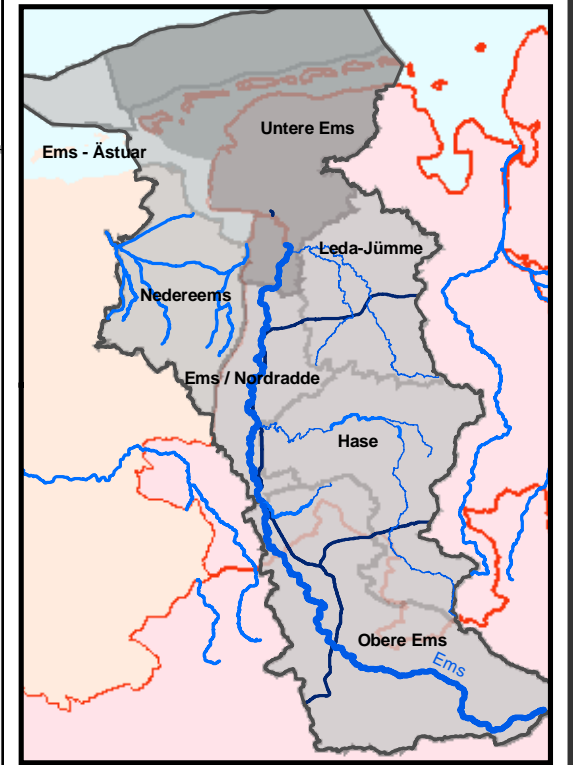 Untere Ems
Ems - Ästuar
Leda-Jümme
Nedereems
Ems / Nordradde
Hase
Obere Ems
Ems